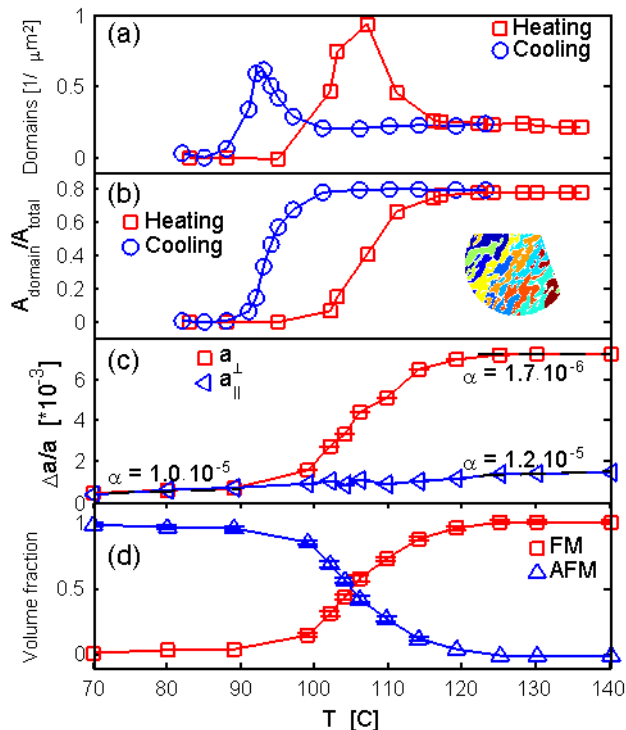 (a)
Heating
Cooling
Domains [1/ μm²]
1
0.5
0
(b)
Heating
Cooling
A_domain/A_total
0.8
0.6
0.4
0.2
0
(c)
a⊥
a||
Δa/a [*10⁻³]
6
4
2
0
α = 1.7·10⁻⁶
α = 1.0·10⁻⁵
α = 1.2·10⁻⁵
(d)
FM
AFM
Volume fraction
1
0.5
0
70 80 90 100 110 120 130 140
T [C]